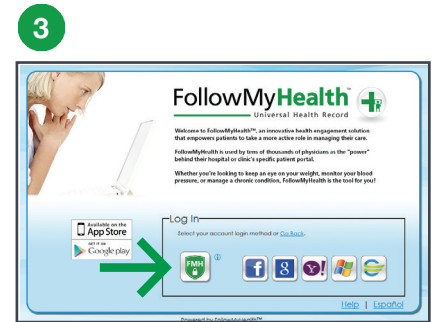 3
FollowMyHealth™
Universal Health Record
Welcome to FollowMyHealth™, an innovative health engagement solution
that empowers patients to take a more active role in managing their care.
FollowMyHealth is used by tens of thousands of physicians as the "power"
behind their hospital or clinic's specific patient portal.
Whether you're looking to keep an eye on your weight, monitor your blood
pressure, or manage a chronic condition, FollowMyHealth is the tool for you!
Available on the
App Store
GET IT ON
Google play
Log In
Select your account login method or Go Back.
FMH
f 8 Y!
Help | Español
Powered by FollowMyHealth™